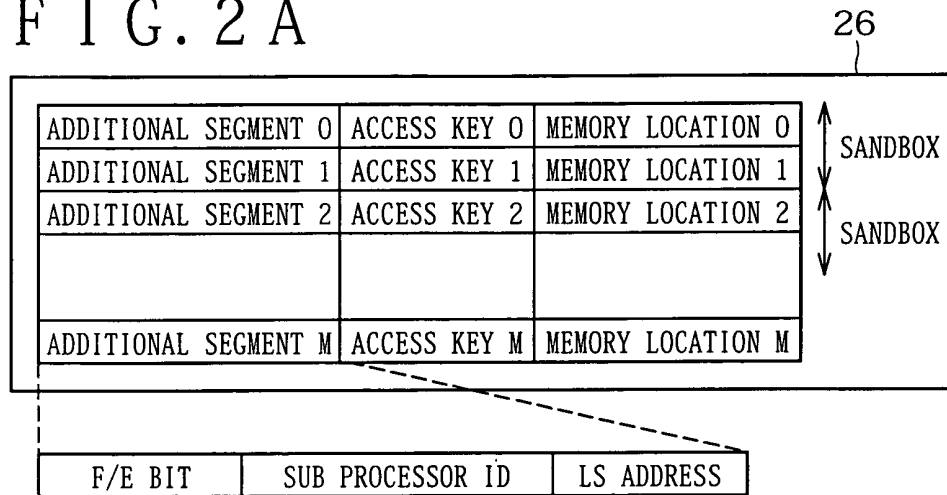 FIG. 2A
26
ADDITIONAL SEGMENT 0 ACCESS KEY 0 MEMORY LOCATION 0
SANDBOX
ADDITIONAL SEGMENT 1 ACCESS KEY 1 MEMORY LOCATION 1
ADDITIONAL SEGMENT 2 ACCESS KEY 2 MEMORY LOCATION 2
SANDBOX
ADDITIONAL SEGMENT M ACCESS KEY M MEMORY LOCATION M
F/E BIT SUB PROCESSOR ID LS ADDRESS